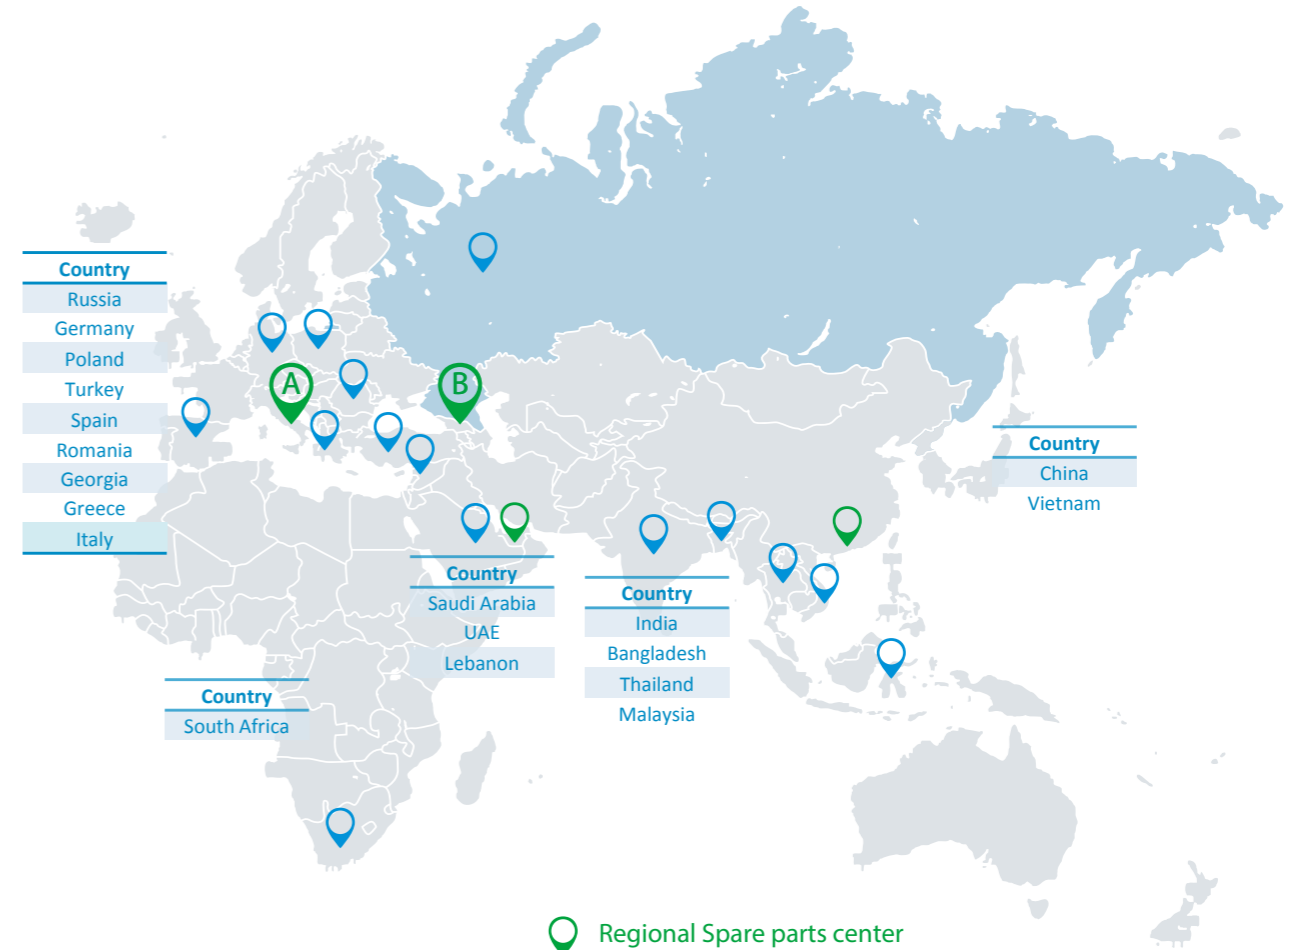 Country
Russia
Germany
Poland
Turkey
Spain
Romania
Georgia
Greece
Italy
A
B
Country
China
Vietnam
Country
Saudi Arabia
UAE
Lebanon
Country
India
Bangladesh
Thailand
Malaysia
Country
South Africa
Regional Spare parts center